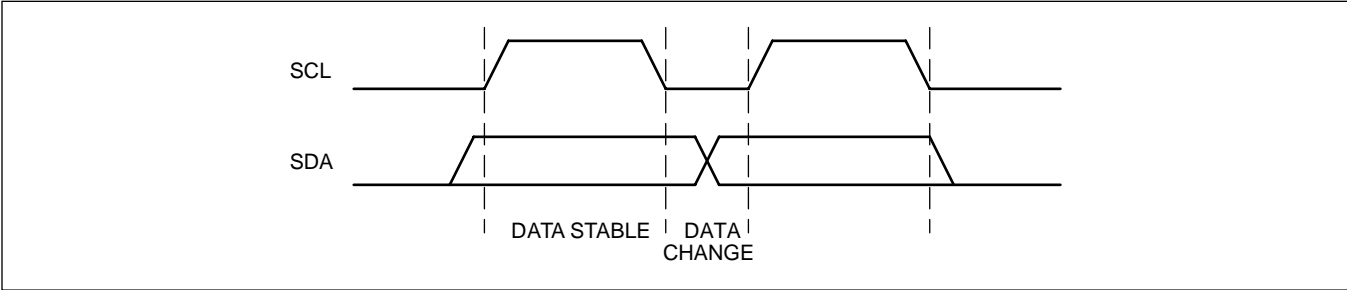 SCL
SDA
DATA STABLE
DATA
CHANGE